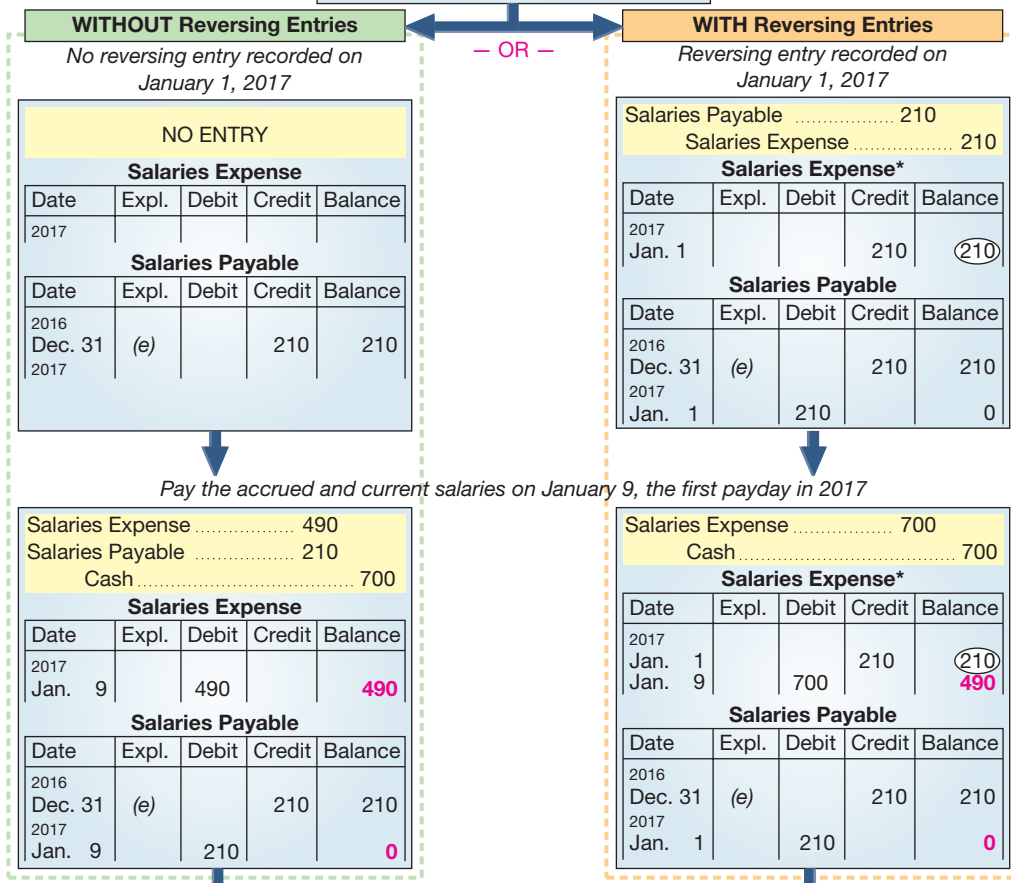 WITHOUT Reversing Entries
No reversing entry recorded on
January 1, 2017
NO ENTRY
Salaries Expense
Date Expl. Debit Credit Balance
2017
Salaries Payable
Date Expl. Debit Credit Balance
2016
Dec. 31 (e) 210 210
2017
— OR —
WITH Reversing Entries
Reversing entry recorded on
January 1, 2017
Salaries Payable .................. 210
Salaries Expense .................. 210
Salaries Expense*
Date Expl. Debit Credit Balance
2017
Jan. 1 210 210
Salaries Payable
Date Expl. Debit Credit Balance
2016
Dec. 31 (e) 210 210
2017
Jan. 1 210 0
Pay the accrued and current salaries on January 9, the first payday in 2017
Salaries Expense .................. 490
Salaries Payable .................. 210
Cash ........................................ 700
Salaries Expense
Date Expl. Debit Credit Balance
2017
Jan. 9 490 490
Salaries Payable
Date Expl. Debit Credit Balance
2016
Dec. 31 (e) 210 210
2017
Jan. 9 210 0
Salaries Expense .................. 700
Cash ........................................ 700
Salaries Expense*
Date Expl. Debit Credit Balance
2017
Jan. 1 210 210
Jan. 9 700 490
Salaries Payable
Date Expl. Debit Credit Balance
2016
Dec. 31 (e) 210 210
2017
Jan. 1 210 0